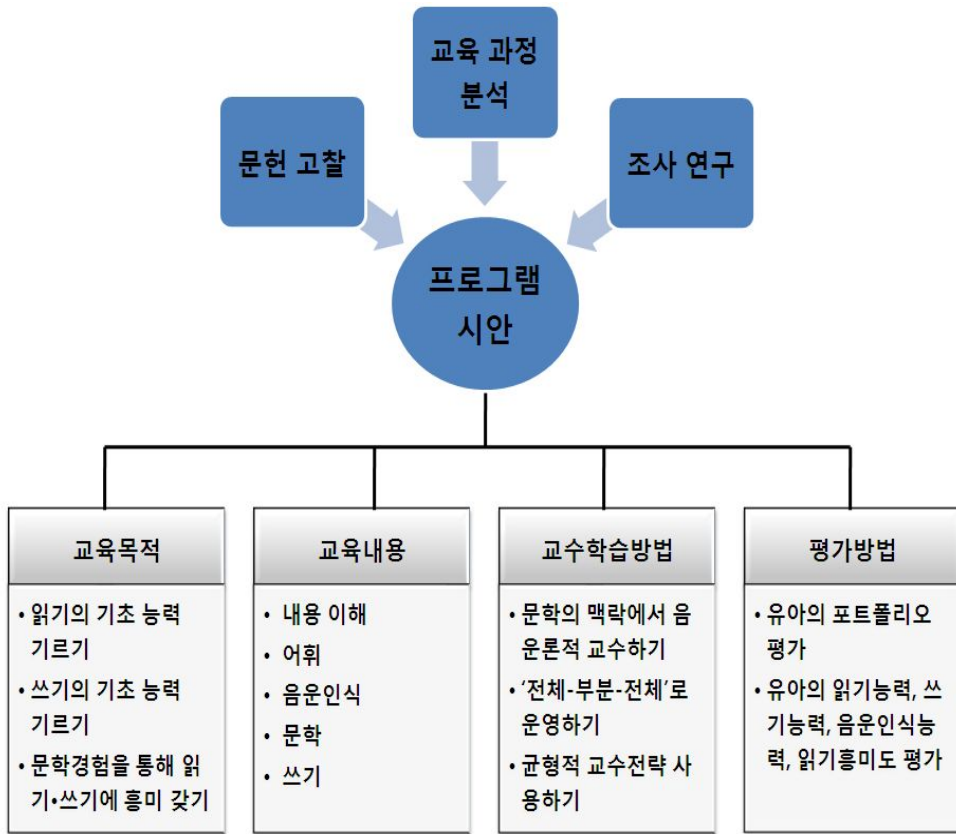 교육 과정
분석
문헌 고찰
조사 연구
프로그램
시안
교육목적
• 읽기의 기초 능력
기르기
• 쓰기의 기초 능력
기르기
• 문학경험을 통해 읽
기•쓰기에 흥미 갖기
교육내용
• 내용 이해
• 어휘
• 음운인식
• 문학
• 쓰기
교수학습방법
• 문학의 맥락에서 음
운론적 교수하기
• ‘전체-부분-전체’로
운영하기
• 균형적 교수전략 사
용하기
평가방법
• 유아의 포트폴리오
평가
• 유아의 읽기능력, 쓰
기능력, 음운인식능
력, 읽기흥미도 평가